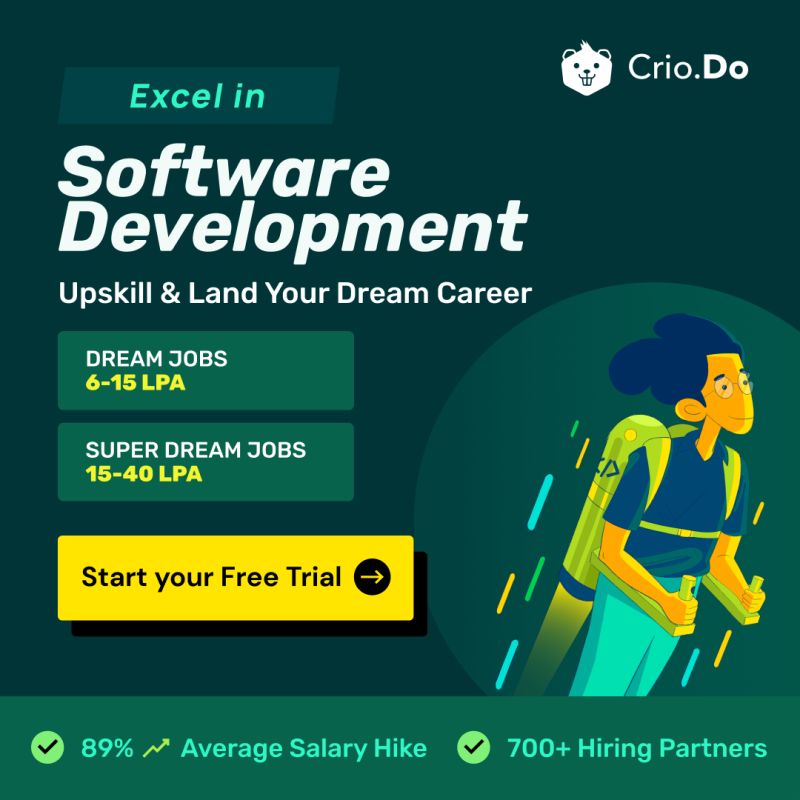 Crio.Do
Excel in
Software
Development
Upskill & Land Your Dream Career
DREAM JOBS
6-15 LPA
SUPER DREAM JOBS
15-40 LPA
</>
Start your Free Trial
89% Average Salary Hike
700+ Hiring Partners